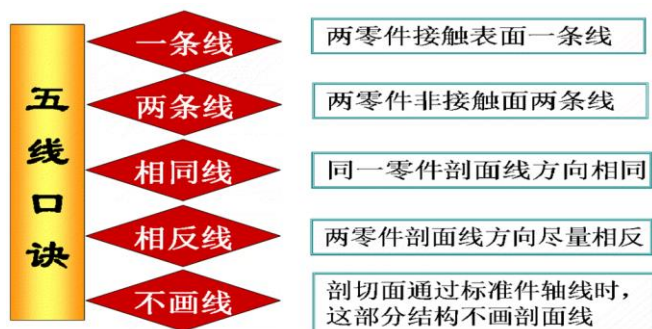 五线口诀
一条线
两零件接触表面一条线
两条线
两零件非接触面两条线
相同线
同一零件剖面线方向相同
相反线
两零件剖面线方向尽量相反
不画线
剖切面通过标准件轴线时，
这部分结构不画剖面线